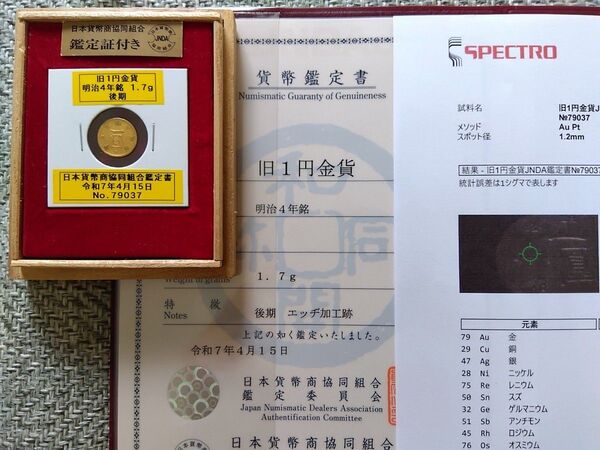 日本貨幣商協同組合
鑑定証付き
JNDA
旧1円金貨
明治4年銘 1.7g
後期
日本貨幣商協同組合鑑定書
令和7年4月15日
No.79037
貨幣鑑定書
Numismatic Guaranty of Genuineness
旧1円金貨
明治4年銘
Weight in grams
1.7g
特徴
Notes
後期 エッヂ加工跡
上記の如く鑑定いたしました。
令和7年4月15日
日本貨幣商協同組合
鑑定委員会
Japan Numismatic Dealers Association
Authentification Committee
日本貨幣商協同組合
SPECTRO
試料名
旧1円金貨J
№79037
メソッド
Au Pt
スポット径
1.2mm
結果 - 旧1円金貨JNDA鑑定書№79037
統計誤差は1シグマで表します
元素
79 Au 金
29 Cu 銅
47 Ag 銀
28 Ni ニッケル
75 Re レニウム
50 Sn スズ
32 Ge ゲルマニウム
51 Sb アンチモン
45 Rh ロジウム
76 Os オスミウム